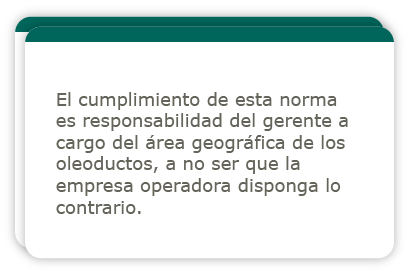 El cumplimiento de esta norma
es responsabilidad del gerente a
cargo del área geográfica de los
oleoductos, a no ser que la
empresa operadora disponga lo
contrario.